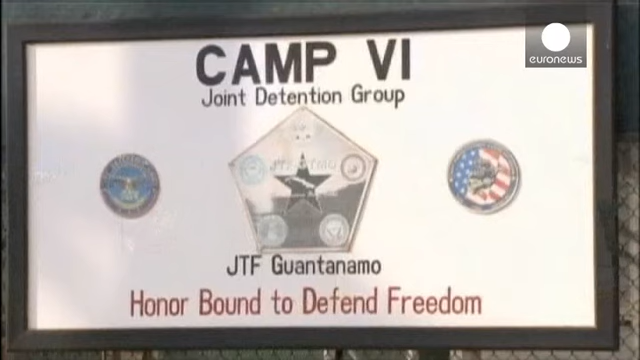 CAMP VI
euronews
Joint Detention Group
JTF Guantanamo
Honor Bound to Defend Freedom